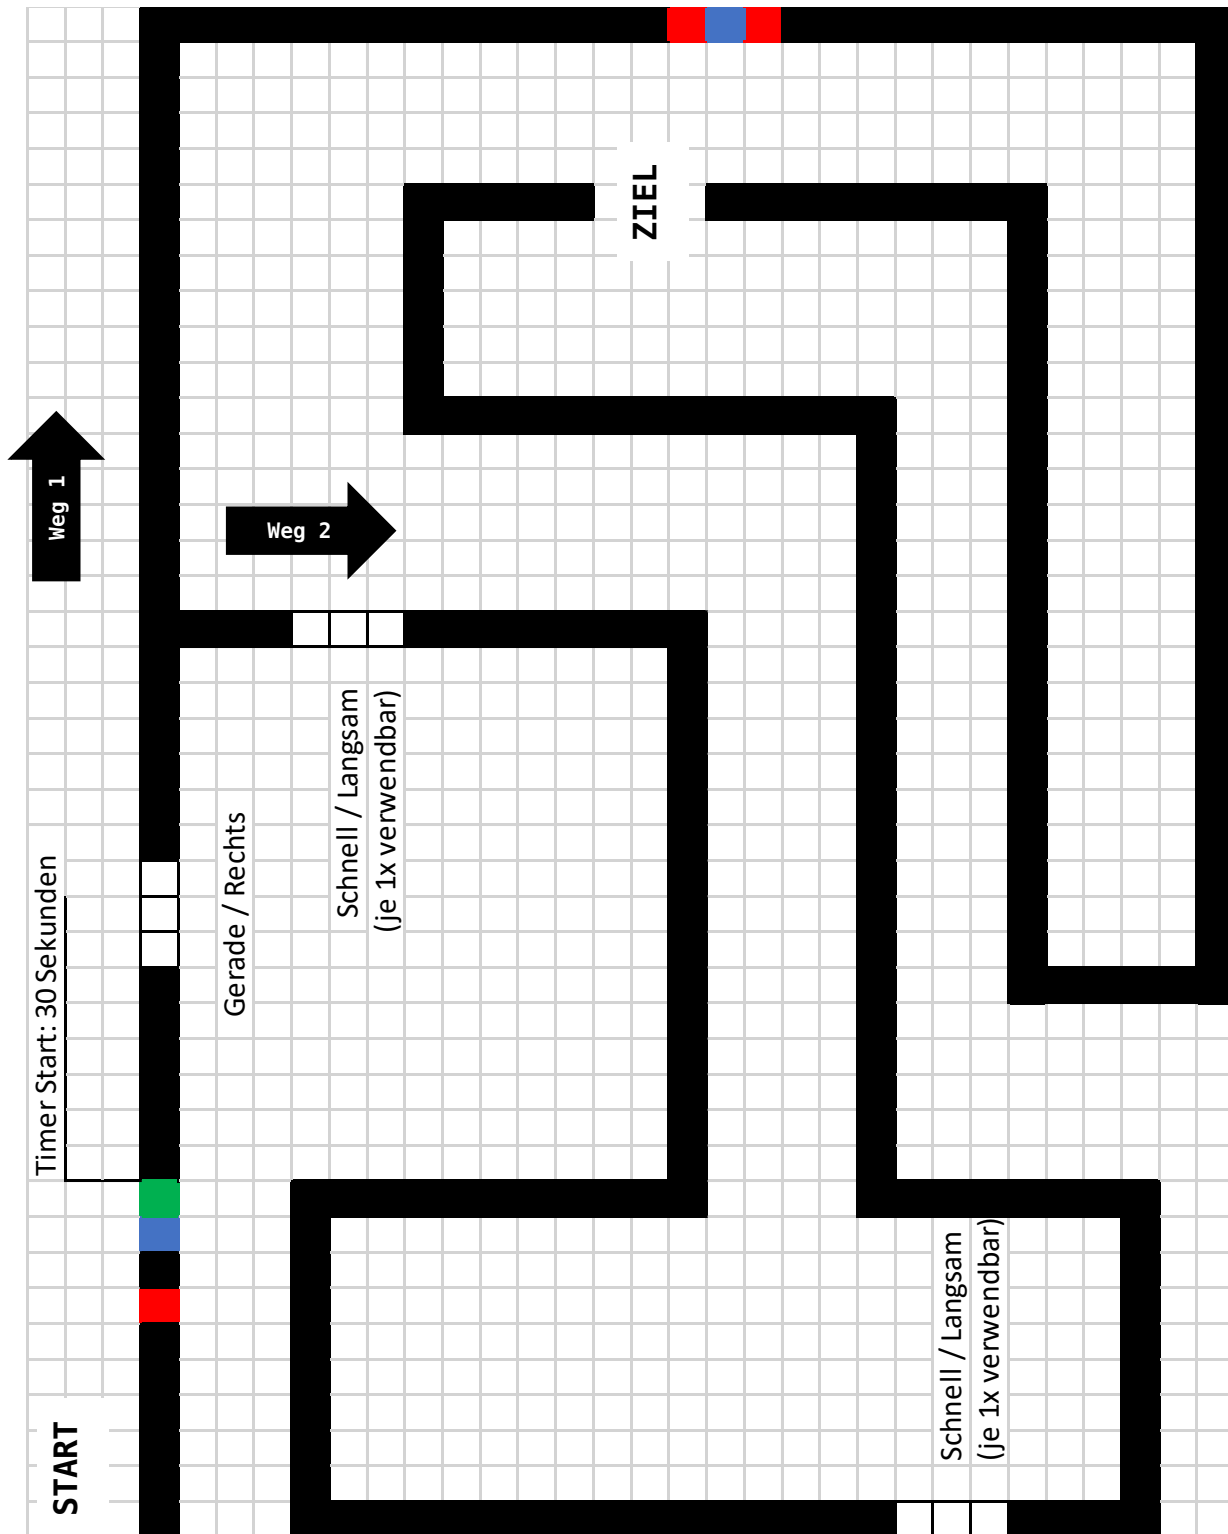 ZIEL
Weg 1
Weg 2
Schnell / Langsam
(je 1x verwendbar)
Gerade / Rechts
Timer Start: 30 Sekunden
Schnell / Langsam
(je 1x verwendbar)
START